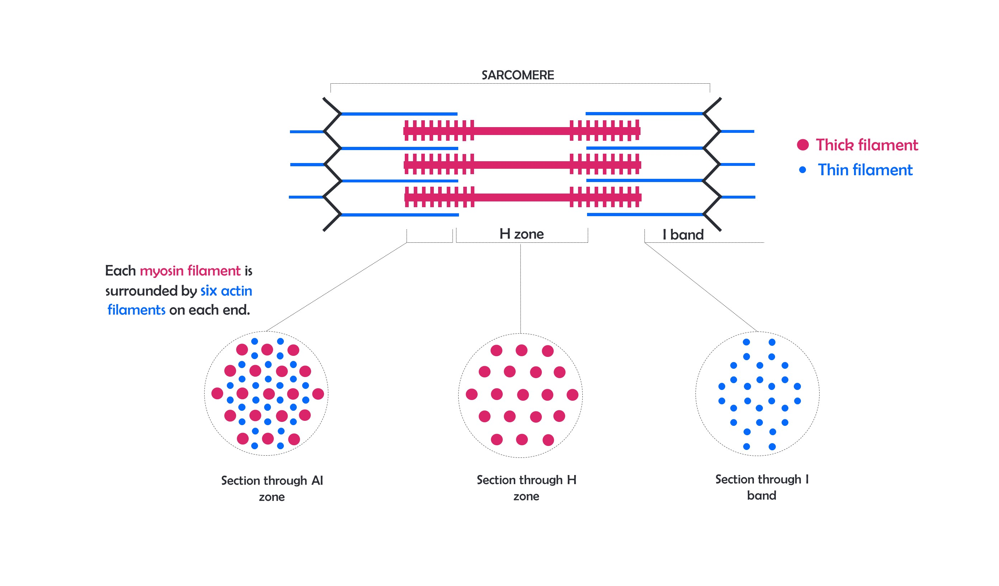 SARCOMERE
Thick filament
Thin filament
H zone
I band
Each myosin filament is
surrounded by six actin
filaments on each end.
Section through AI
zone
Section through H
zone
Section through I
band